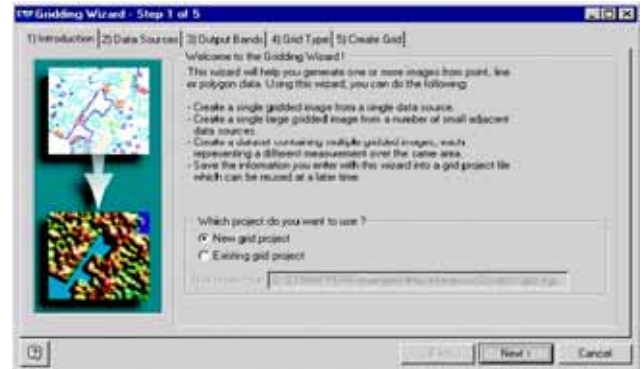 Gridding Wizard - Step 1 of 5
1) Introduction 2) Data Sources 3) Output Bands 4) Grid Type 5) Create Grid
Welcome to the Gridding Wizard!
This wizard will help you generate one or more images from point, line
or polygon data. Using this wizard, you can do the following:
- Create a single gridded image from a single data source.
- Create a single large gridded image from a number of small adjacent
data sources.
- Create a dataset containing multiple gridded images, each
representing a different measurement over the same area.
- Save the information you enter with this wizard into a grid project file
which can be reused at a later time.
Which project do you want to use ?
New grid project
Existing grid project
Next >
Cancel